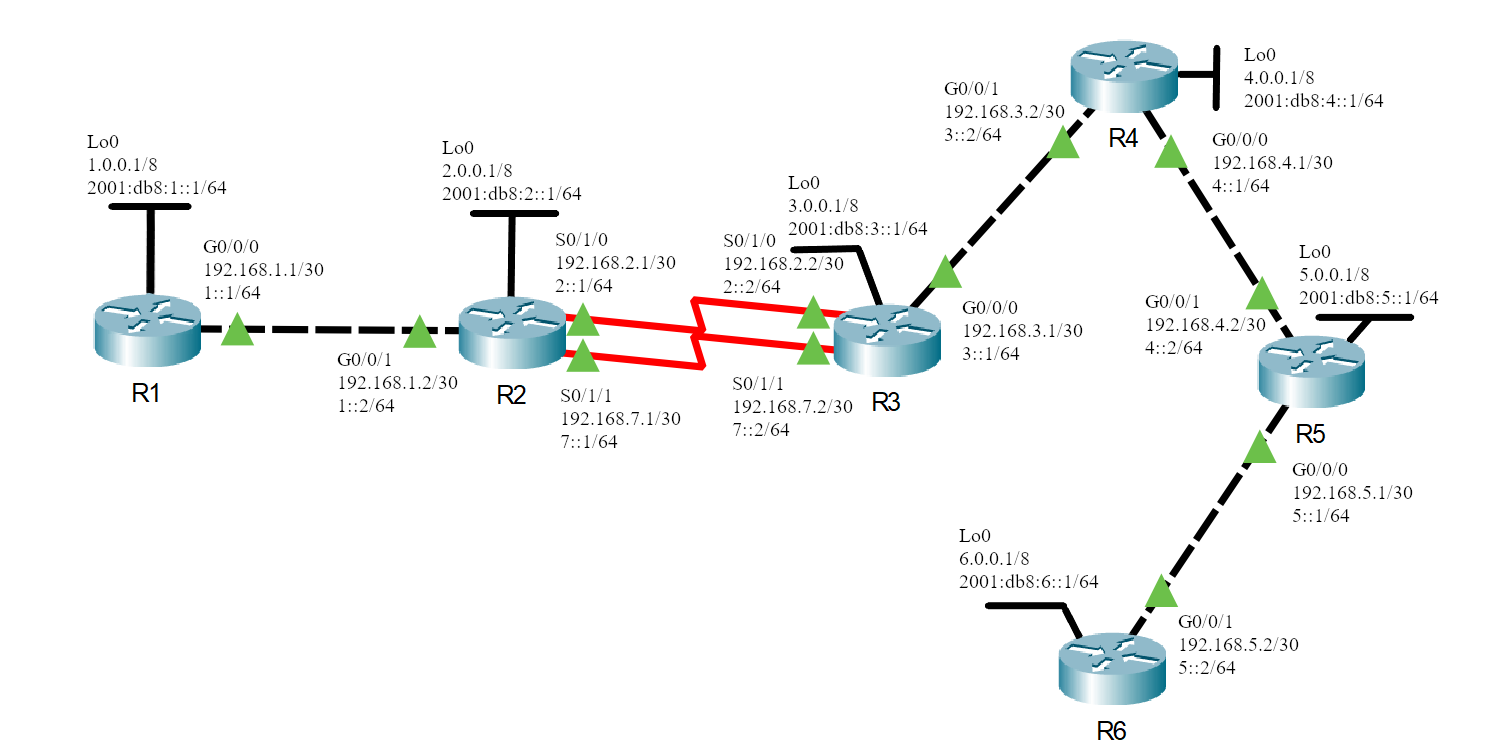 Lo0
1.0.0.1/8
2001:db8:1::1/64
G0/0/0
192.168.1.1/30
1::1/64
R1
G0/0/1
192.168.1.2/30
1::2/64
Lo0
2.0.0.1/8
2001:db8:2::1/64
R2
S0/1/0
192.168.2.1/30
2::1/64
S0/1/1
192.168.7.1/30
7::1/64
S0/1/0
192.168.2.2/30
2::2/64
S0/1/1
192.168.7.2/30
7::2/64
Lo0
3.0.0.1/8
2001:db8:3::1/64
R3
G0/0/0
192.168.3.1/30
3::1/64
G0/0/1
192.168.3.2/30
3::2/64
R4
Lo0
4.0.0.1/8
2001:db8:4::1/64
G0/0/0
192.168.4.1/30
4::1/64
G0/0/1
192.168.4.2/30
4::2/64
Lo0
5.0.0.1/8
2001:db8:5::1/64
R5
G0/0/0
192.168.5.1/30
5::1/64
Lo0
6.0.0.1/8
2001:db8:6::1/64
G0/0/1
192.168.5.2/30
5::2/64
R6